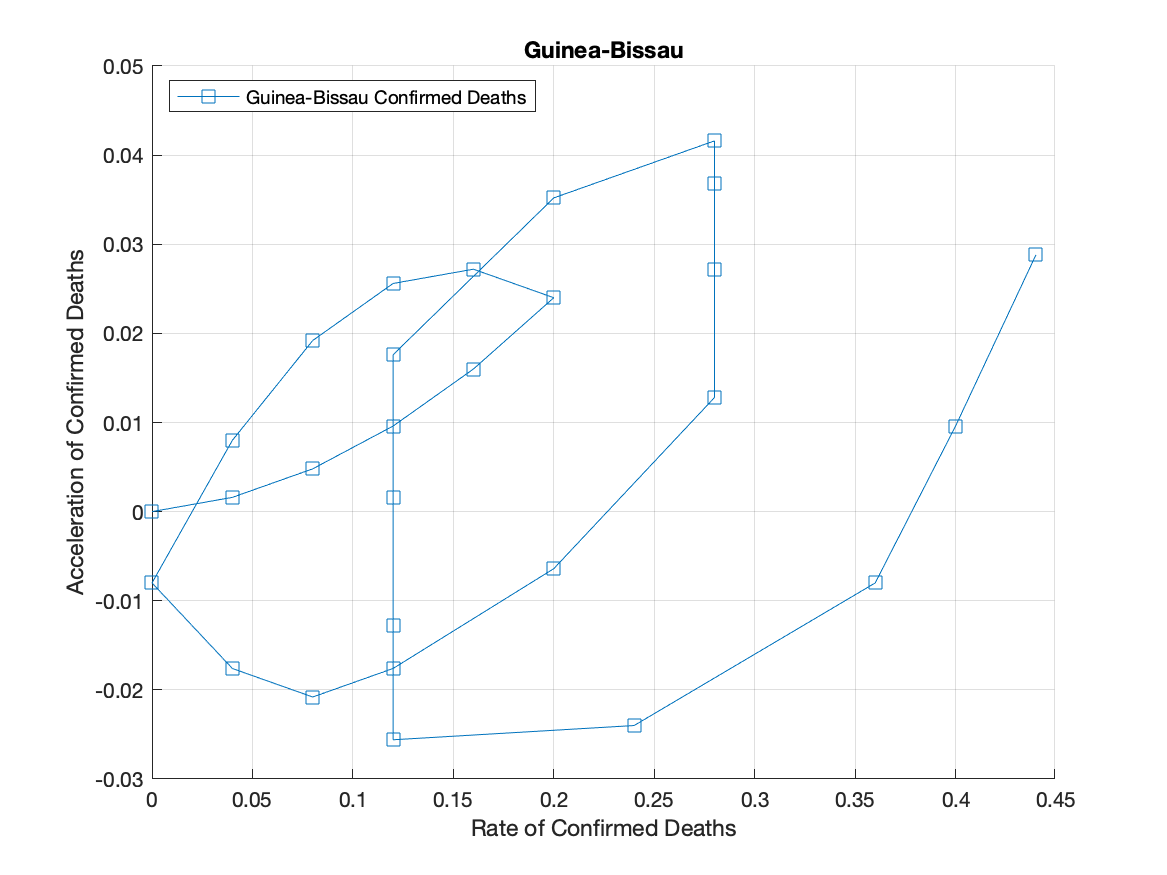 Guinea-Bissau
Guinea-Bissau Confirmed Deaths
Acceleration of Confirmed Deaths
0.05
0.04
0.03
0.02
0.01
0
-0.01
-0.02
-0.03
0 0.05 0.1 0.15 0.2 0.25 0.3 0.35 0.4 0.45
Rate of Confirmed Deaths